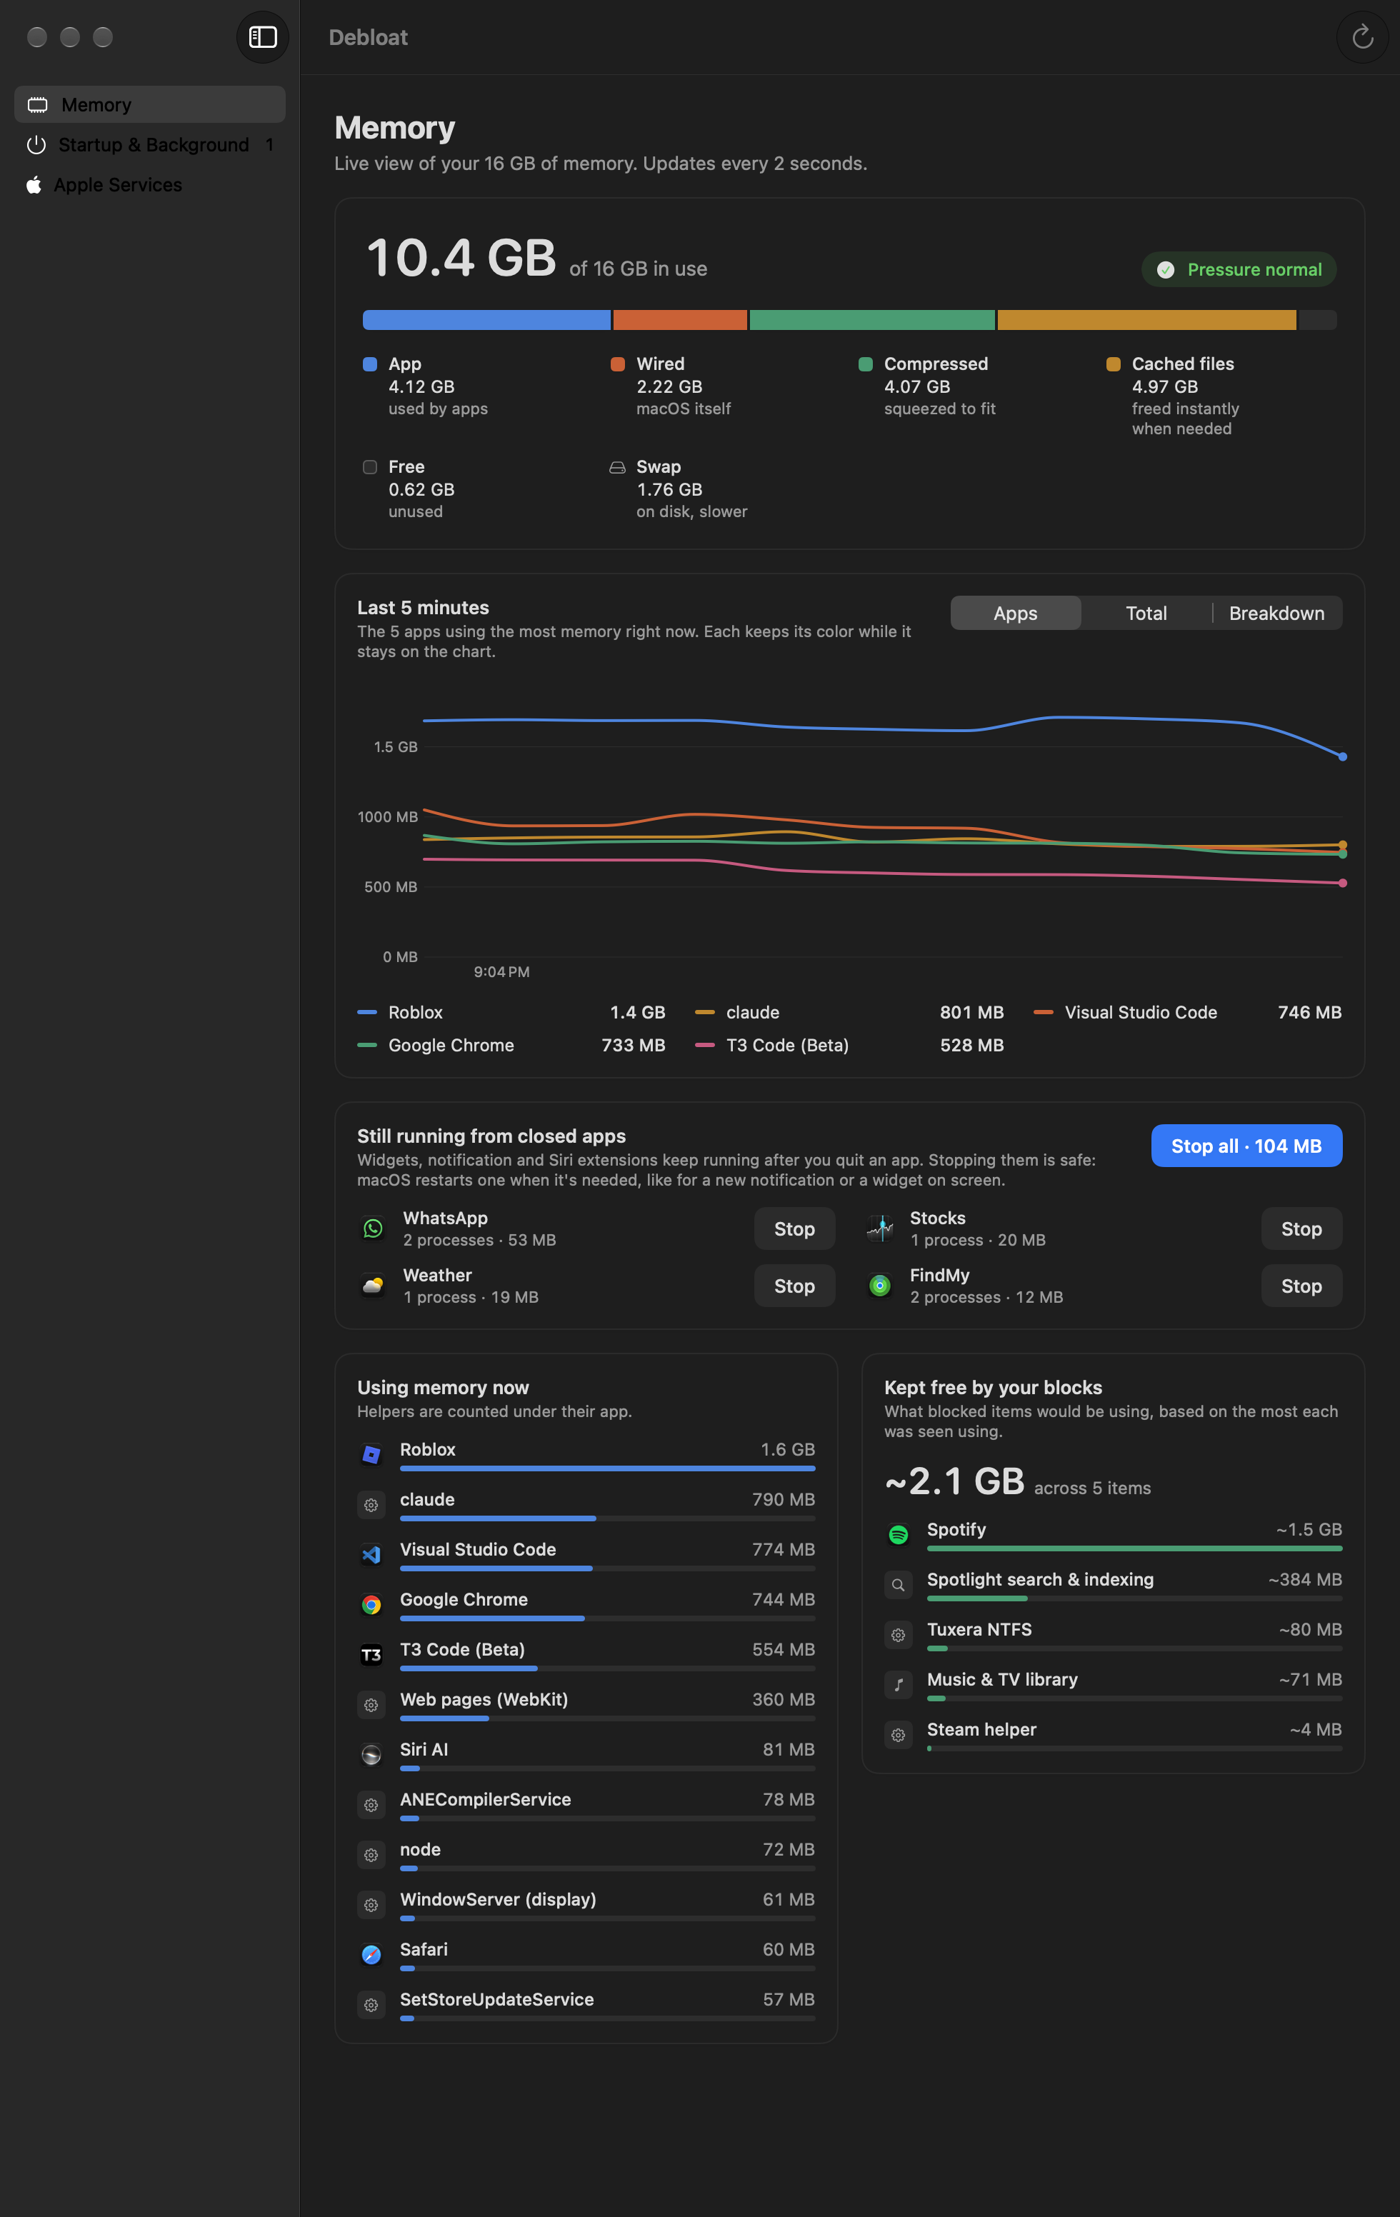 Debloat
Memory
Startup & Background 1
Apple Services
Memory
Live view of your 16 GB of memory. Updates every 2 seconds.
10.4 GB of 16 GB in use
Pressure normal
App
4.12 GB
used by apps
Wired
2.22 GB
macOS itself
Compressed
4.07 GB
squeezed to fit
Cached files
4.97 GB
freed instantly
when needed
Free
0.62 GB
unused
Swap
1.76 GB
on disk, slower
Last 5 minutes
The 5 apps using the most memory right now. Each keeps its color while it
stays on the chart.
Apps
Total
Breakdown
1.5 GB
1000 MB
500 MB
0 MB
9:04 PM
Roblox 1.4 GB
claude 801 MB
Visual Studio Code 746 MB
Google Chrome 733 MB
T3 Code (Beta) 528 MB
Still running from closed apps
Widgets, notification and Siri extensions keep running after you quit an app. Stopping them is safe:
macOS restarts one when it's needed, like for a new notification or a widget on screen.
Stop all · 104 MB
WhatsApp
2 processes · 53 MB
Stop
Stocks
1 process · 20 MB
Stop
Weather
1 process · 19 MB
Stop
FindMy
2 processes · 12 MB
Stop
Using memory now
Helpers are counted under their app.
Roblox 1.6 GB
claude 790 MB
Visual Studio Code 774 MB
Google Chrome 744 MB
T3
T3 Code (Beta) 554 MB
Web pages (WebKit) 360 MB
Siri AI 81 MB
ANECompilerService 78 MB
node 72 MB
WindowServer (display) 61 MB
Safari 60 MB
SetStoreUpdateService 57 MB
Kept free by your blocks
What blocked items would be using, based on the most each
was seen using.
~2.1 GB across 5 items
Spotify ~1.5 GB
Spotlight search & indexing ~384 MB
Tuxera NTFS ~80 MB
Music & TV library ~71 MB
Steam helper ~4 MB